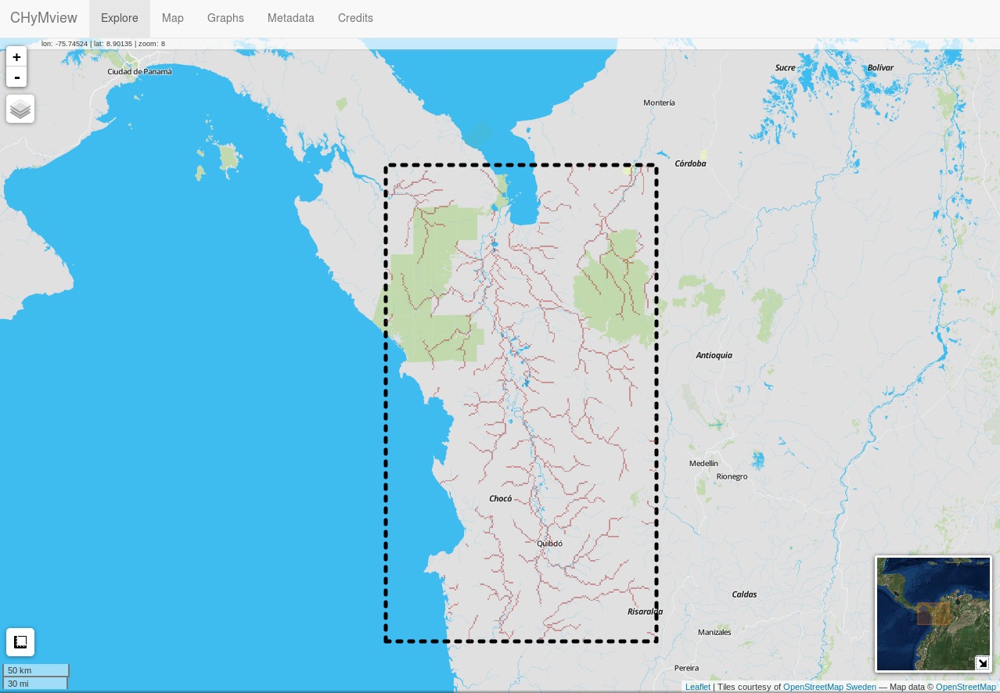 CHyMview Explore Map Graphs Metadata Credits
lon: -75.74524 | lat: 8.90135 | zoom: 8
+
-
Ciudad de Panamá
Sucre
Bolívar
Montería
Córdoba
Antioquia
Medellín
Rionegro
Chocó
Quibdó
Caldas
Risaralda
Manizales
Pereira
50 km
30 mi
Leaflet | Tiles courtesy of OpenStreetMap Sweden — Map data © OpenStreetMap